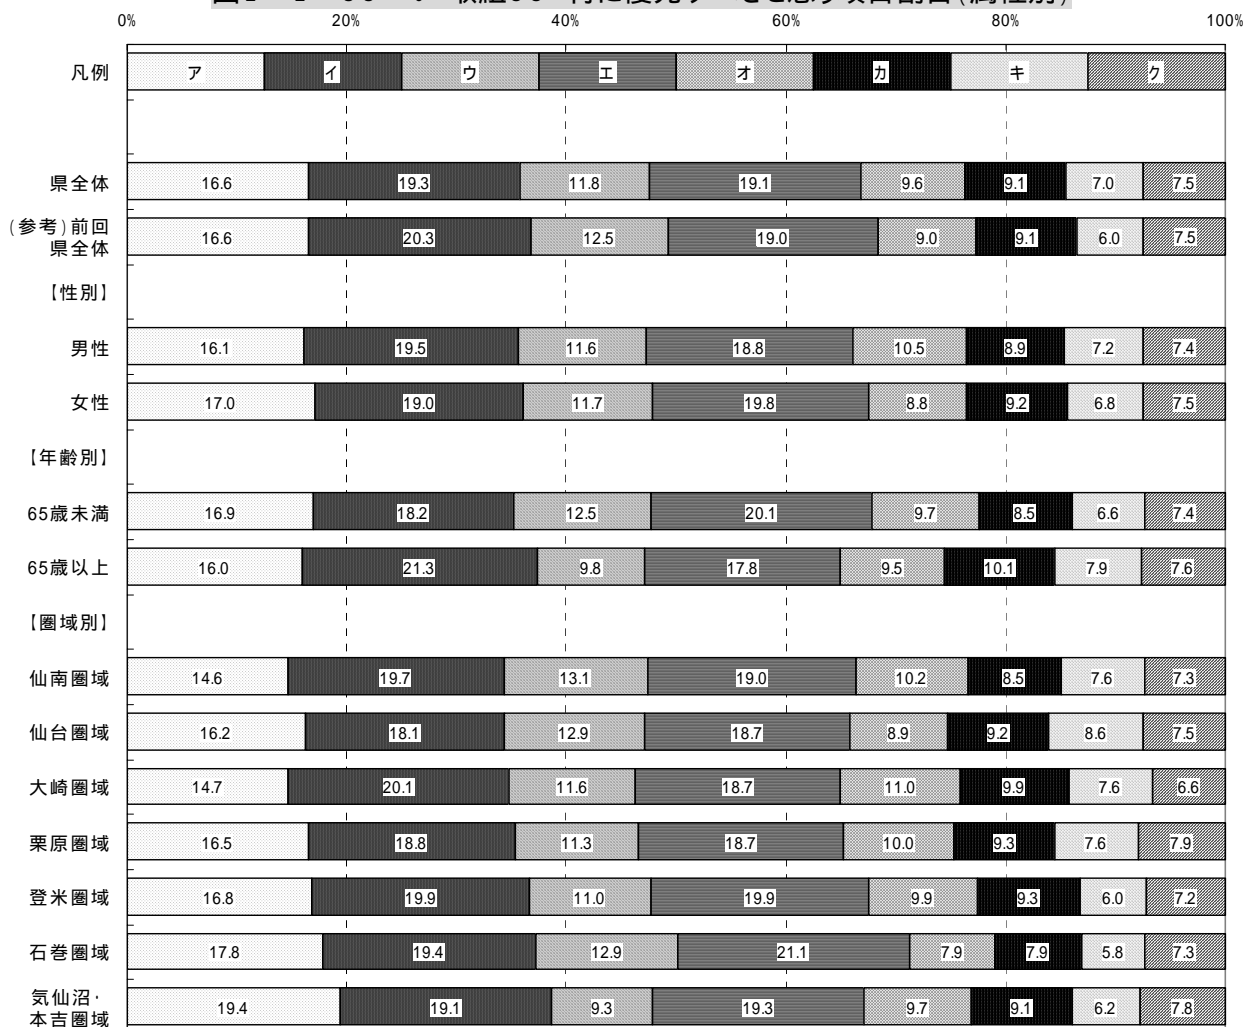 0% 20% 40% 60% 80% 100%
凡例 ア イ ウ エ オ カ キ ク
県全体 16.6 19.3 11.8 19.1 9.6 9.1 7.0 7.5
(参考)前回
県全体 16.6 20.3 12.5 19.0 9.0 9.1 6.0 7.5
【性別】
男性 16.1 19.5 11.6 18.8 10.5 8.9 7.2 7.4
女性 17.0 19.0 11.7 19.8 8.8 9.2 6.8 7.5
【年齢別】
65歳未満 16.9 18.2 12.5 20.1 9.7 8.5 6.6 7.4
65歳以上 16.0 21.3 9.8 17.8 9.5 10.1 7.9 7.6
【圏域別】
仙南圏域 14.6 19.7 13.1 19.0 10.2 8.5 7.6 7.3
仙台圏域 16.2 18.1 12.9 18.7 8.9 9.2 8.6 7.5
大崎圏域 14.7 20.1 11.6 18.7 11.0 9.9 7.6 6.6
栗原圏域 16.5 18.8 11.3 18.7 10.0 9.3 7.6 7.9
登米圏域 16.8 19.9 11.0 19.9 9.9 9.3 6.0 7.2
石巻圏域 17.8 19.4 12.9 21.1 7.9 7.9 5.8 7.3
気仙沼・
本吉圏域 19.4 19.1 9.3 19.3 9.7 9.1 6.2 7.8